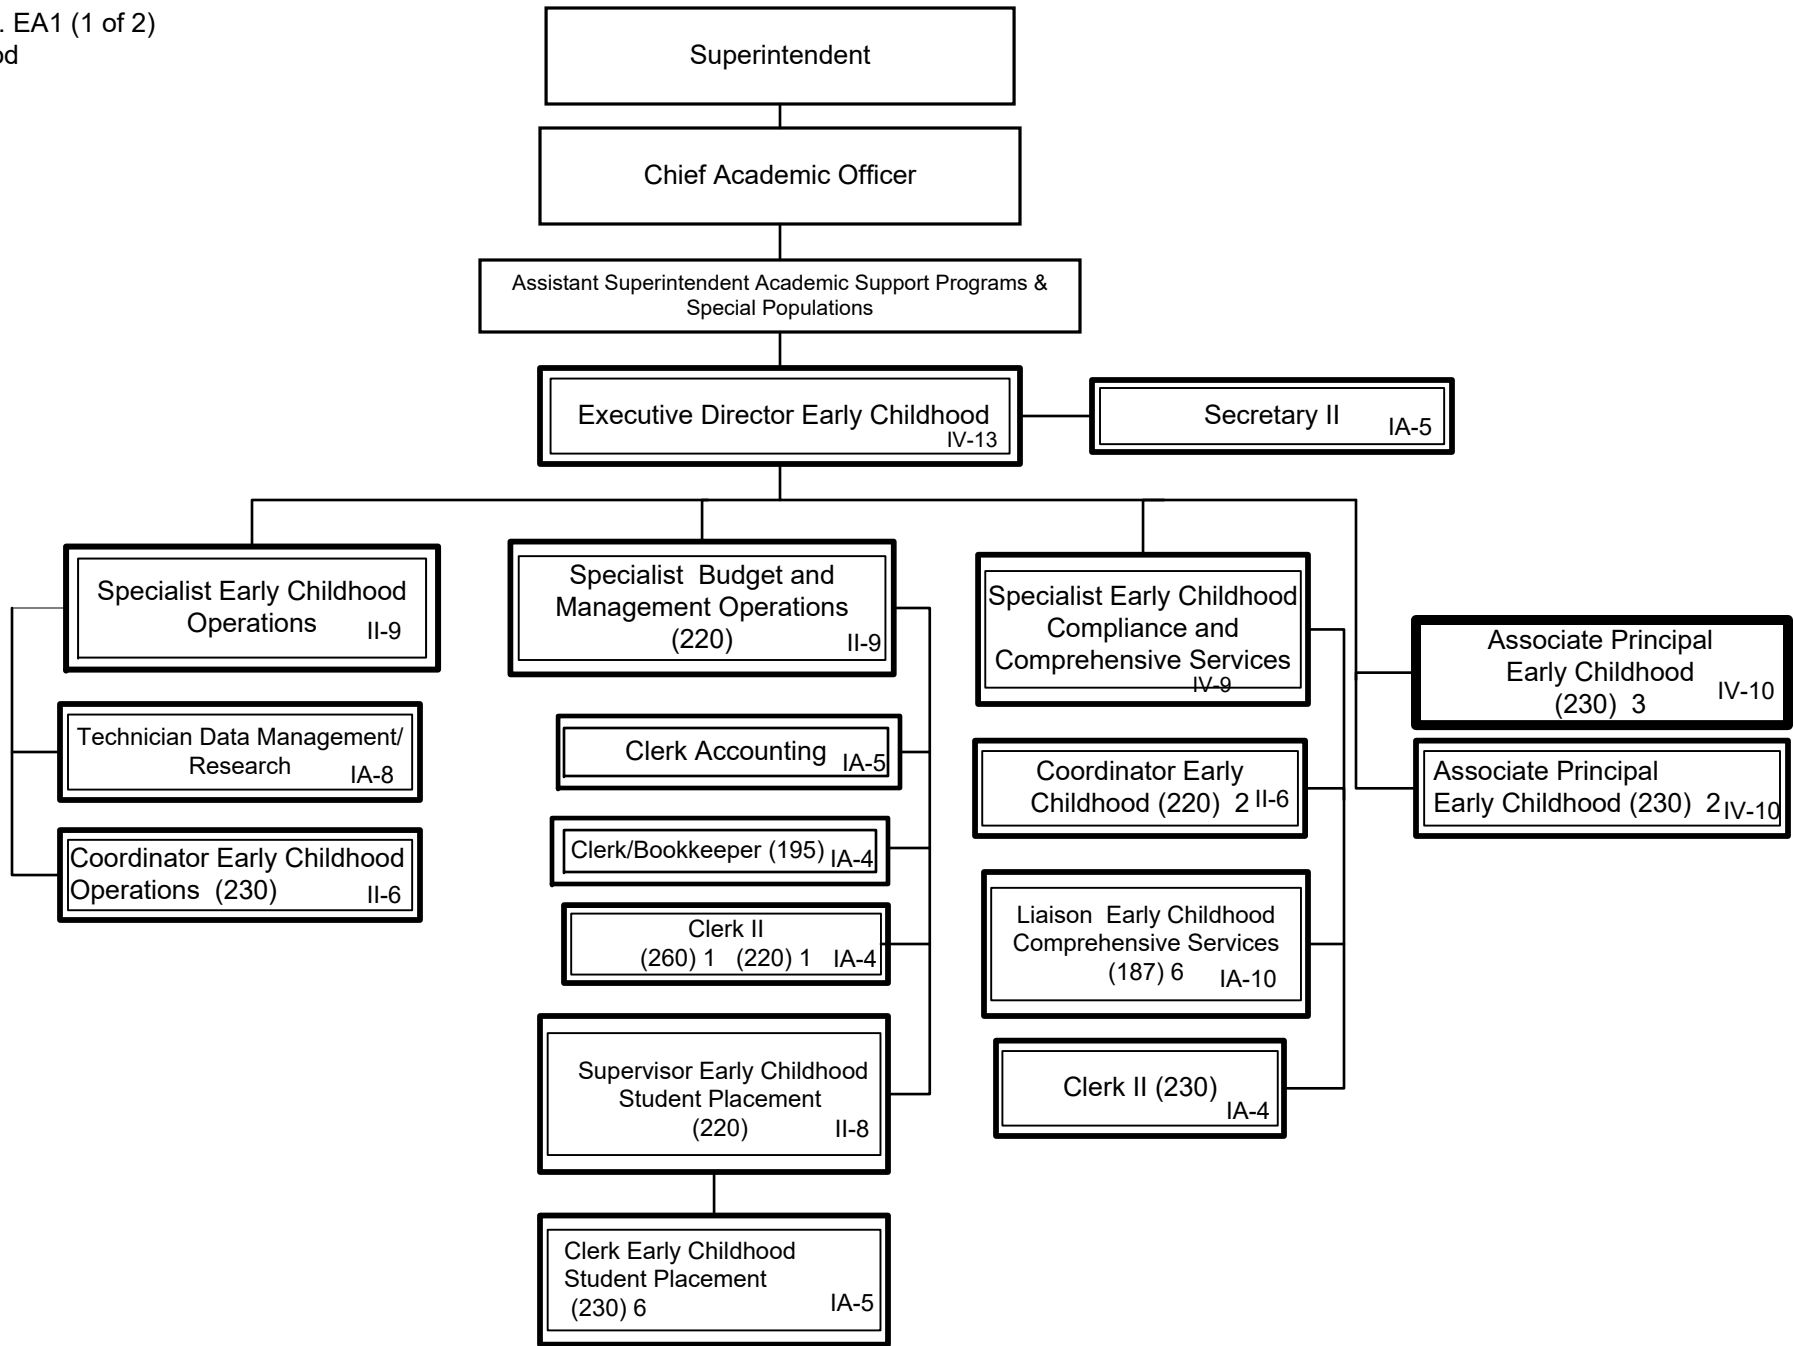 . EA1 (1 of 2)
Superintendent
Chief Academic Officer
Assistant Superintendent Academic Support Programs &
Special Populations
Executive Director Early Childhood
IV-13
Secretary II
IA-5
Specialist Early Childhood
Operations
II-9
Technician Data Management/
Research
IA-8
Coordinator Early Childhood
Operations (230)
II-6
Specialist Budget and
Management Operations
(220)
II-9
Clerk Accounting
IA-5
Clerk/Bookkeeper (195)
IA-4
Clerk II
(260) 1 (220) 1
IA-4
Supervisor Early Childhood
Student Placement
(220)
II-8
Clerk Early Childhood
Student Placement
(230) 6
IA-5
Specialist Early Childhood
Compliance and
Comprehensive Services
IV-9
Coordinator Early
Childhood (220) 2
II-6
Liaison Early Childhood
Comprehensive Services
(187) 6
IA-10
Clerk II (230)
IA-4
Associate Principal
Early Childhood
(230) 3
IV-10
Associate Principal
Early Childhood (230) 2
IV-10